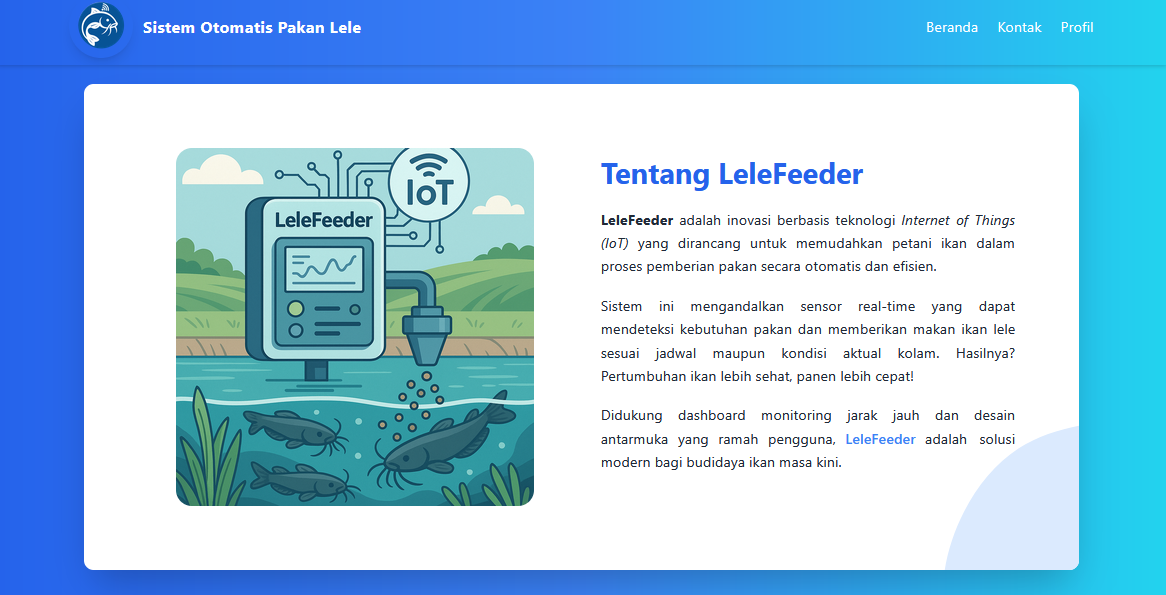 Sistem Otomatis Pakan Lele
Beranda
Kontak
Profil
IoT
LeleFeeder
Tentang LeleFeeder
LeleFeeder adalah inovasi berbasis teknologi Internet of Things
(IoT) yang dirancang untuk memudahkan petani ikan dalam
proses pemberian pakan secara otomatis dan efisien.
Sistem ini mengandalkan sensor real-time yang dapat
mendeteksi kebutuhan pakan dan memberikan makan ikan lele
sesuai jadwal maupun kondisi aktual kolam. Hasilnya?
Pertumbuhan ikan lebih sehat, panen lebih cepat!
Didukung dashboard monitoring jarak jauh dan desain
antarmuka yang ramah pengguna, LeleFeeder adalah solusi
modern bagi budidaya ikan masa kini.